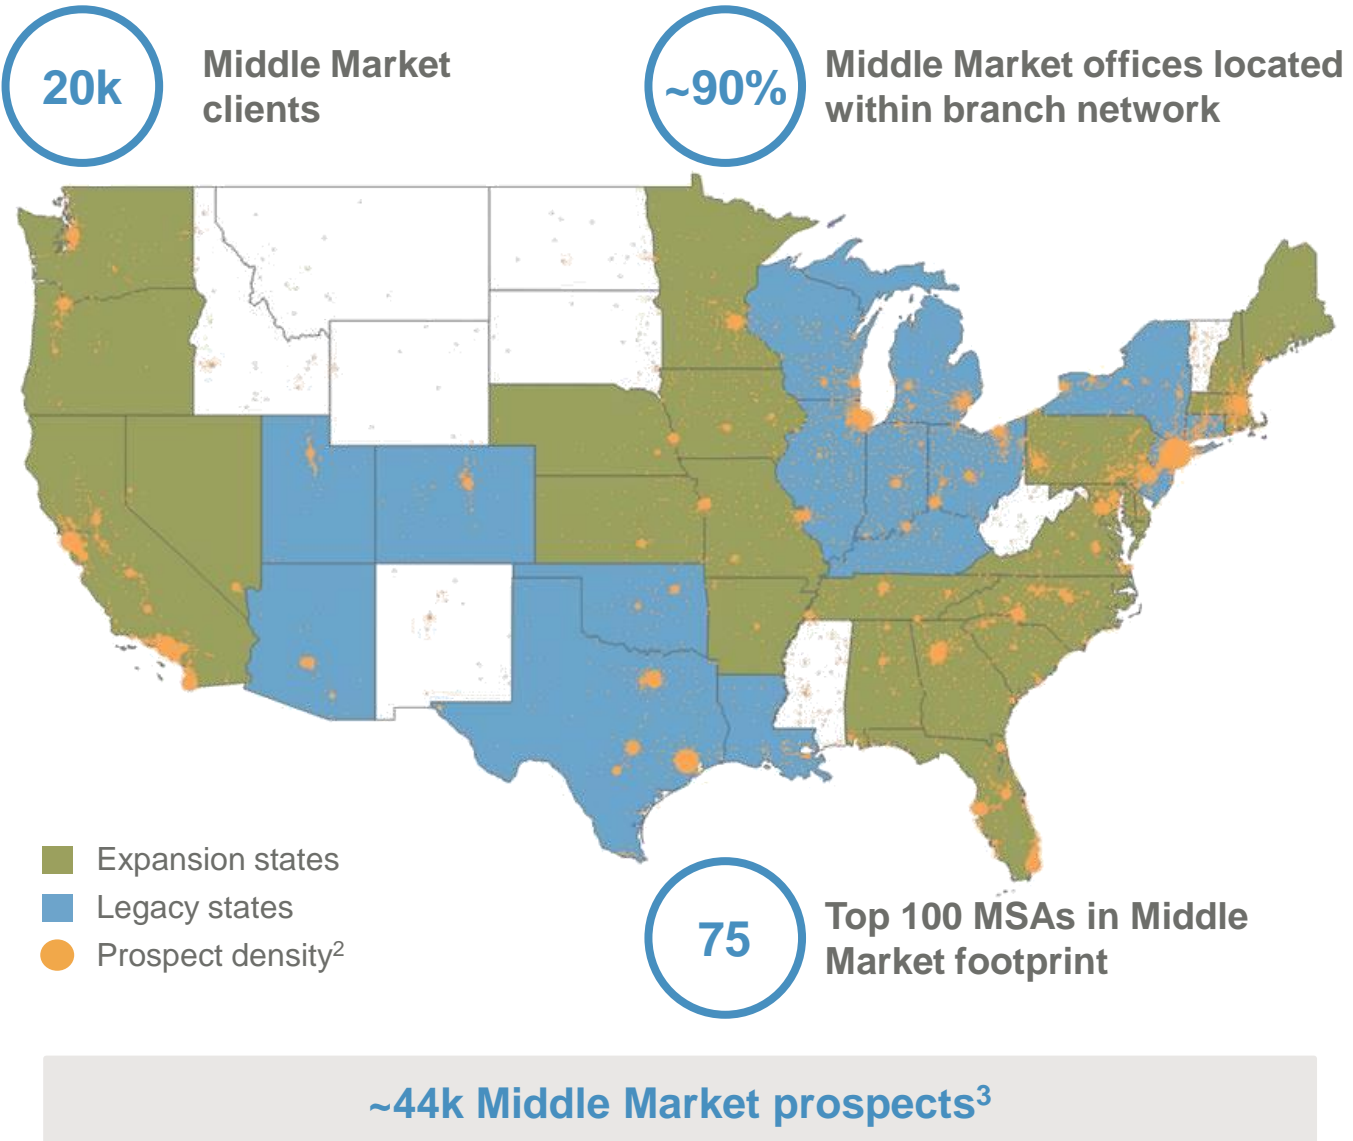 20k
Middle Market
clients
~90%
Middle Market offices located
within branch network
Expansion states
Legacy states
Prospect density2
75
Top 100 MSAs in Middle
Market footprint
~44k Middle Market prospects3